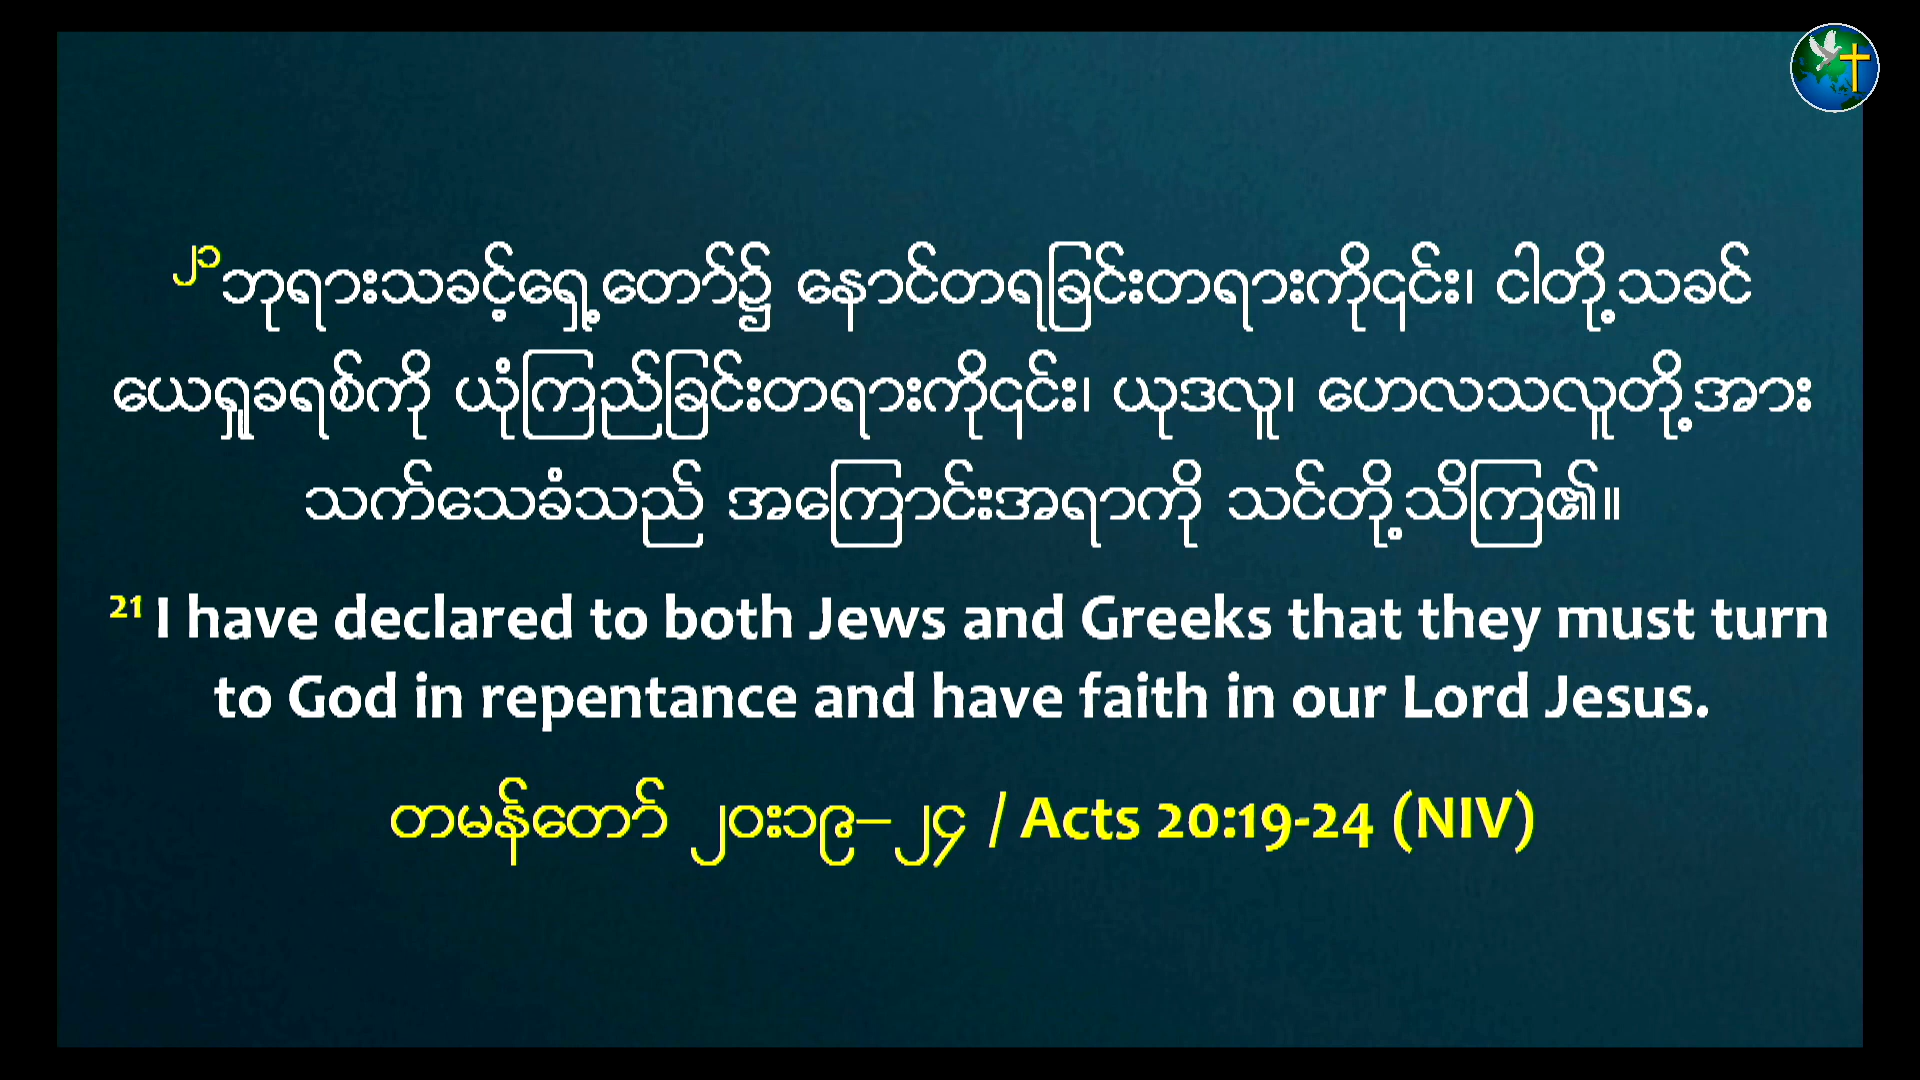 ၂၁ဘုရားသခင့်ရှေ့တော်၌ နောင်တရခြင်းတရားကို၎င်း၊ ငါတို့သခင်
ယေရှုခရစ်ကို ယုံကြည်ခြင်းတရားကို၎င်း၊ ယုဒလူ၊ ဟေလသလူတို့အား
သက်သေခံသည် အကြောင်းအရာကို သင်တို့သိကြ၏။
21 I have declared to both Jews and Greeks that they must turn
to God in repentance and have faith in our Lord Jesus.
တမန်တော် ၂၀း၁၉–၂၄ / Acts 20:19-24 (NIV)